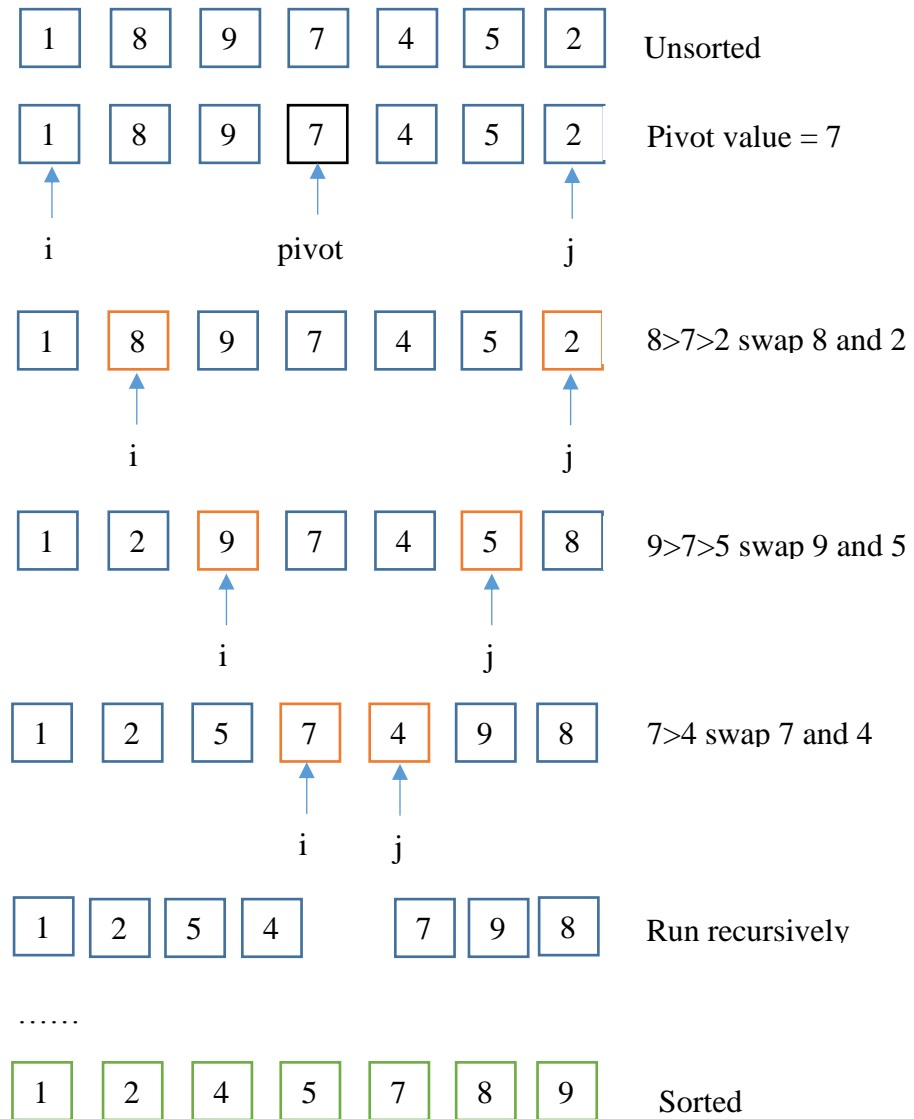 1 8 9 7 4 5 2 Unsorted
1 8 9 7 4 5 2 Pivot value = 7
i pivot j
1 8 9 7 4 5 2 8>7>2 swap 8 and 2
i j
1 2 9 7 4 5 8 9>7>5 swap 9 and 5
i j
1 2 5 7 4 9 8 7>4 swap 7 and 4
i j
1 2 5 4 7 9 8 Run recursively
……
1 2 4 5 7 8 9 Sorted